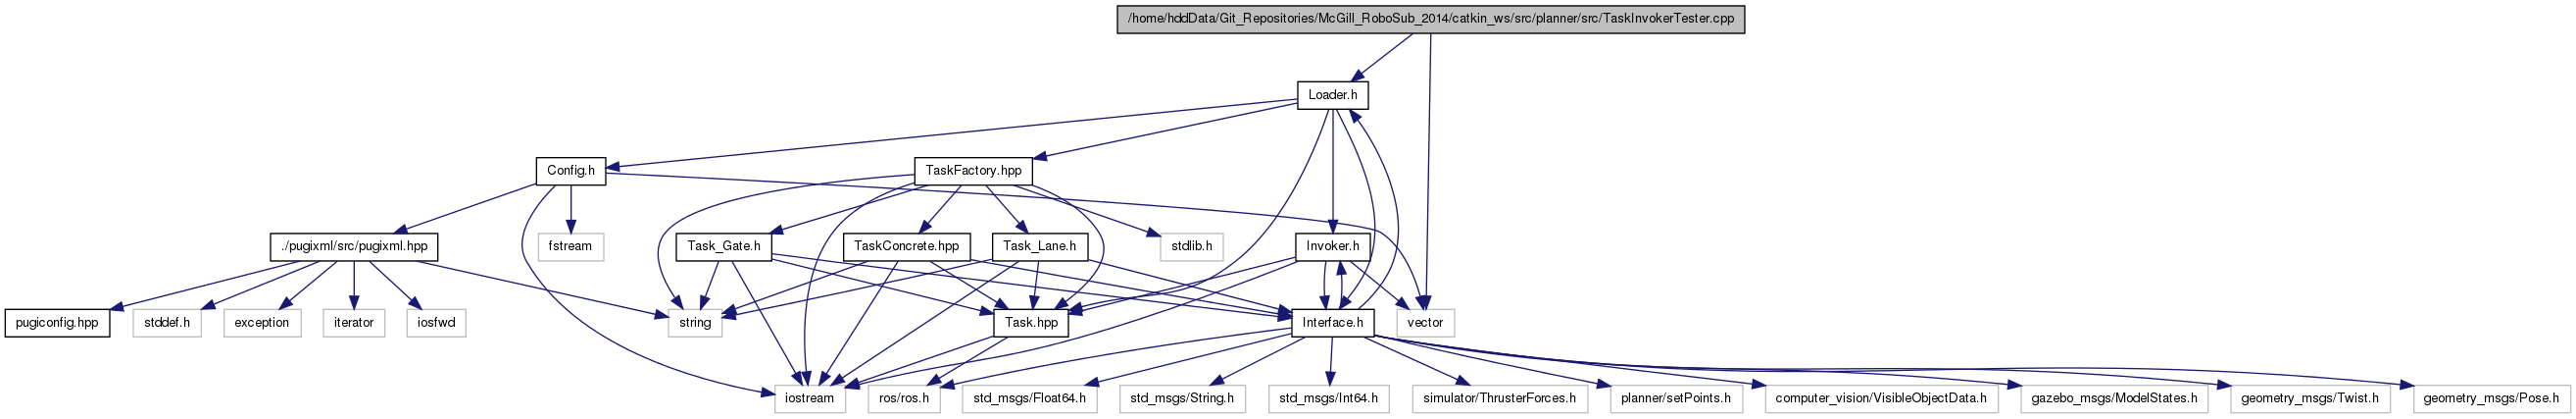 /home/hddData/Git_Repositories/McGill_RoboSub_2014/catkin_ws/src/planner/src/TaskInvokerTester.cpp
Loader.h
Config.h
TaskFactory.hpp
./pugixml/src/pugixml.hpp
fstream
Task_Gate.h
TaskConcrete.hpp
Task_Lane.h
stdlib.h
Invoker.h
pugiconfig.hpp
stddef.h
exception
iterator
iosfwd
string
Task.hpp
Interface.h
vector
iostream
ros/ros.h
std_msgs/Float64.h
std_msgs/String.h
std_msgs/Int64.h
simulator/ThrusterForces.h
planner/setPoints.h
computer_vision/VisibleObjectData.h
gazebo_msgs/ModelStates.h
geometry_msgs/Twist.h
geometry_msgs/Pose.h